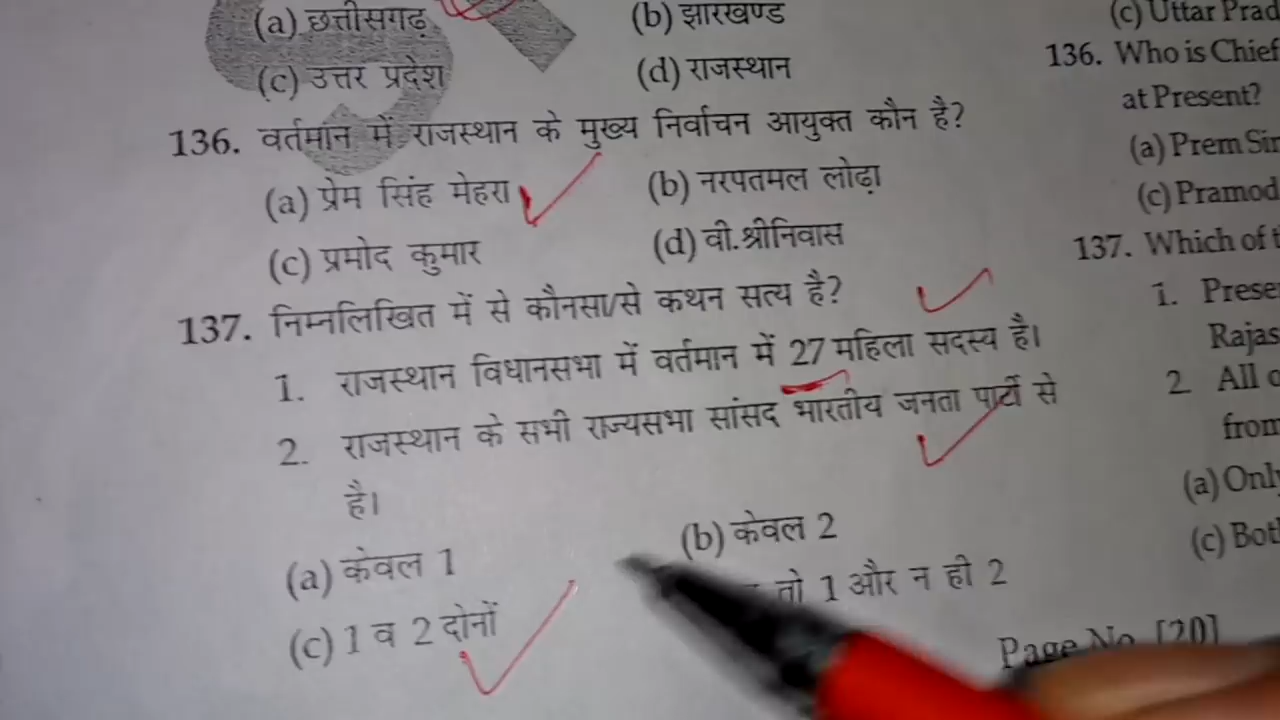 (a) छत्तीसगढ़ (b) झारखण्ड
(c) उत्तर प्रदेश (d) राजस्थान
136. वर्तमान में राजस्थान के मुख्य निर्वाचन आयुक्त कौन है?
(a) प्रेम सिंह मेहरा (b) नरपतमल लोढ़ा
(c) प्रमोद कुमार (d) वी.श्रीनिवास
137. निम्नलिखित में से कौनसा/से कथन सत्य है?
1. राजस्थान विधानसभा में वर्तमान में 27 महिला सदस्य है।
2. राजस्थान के सभी राज्यसभा सांसद भारतीय जनता पार्टी से
है।
(a) केवल 1 (b) केवल 2
(c) 1 व 2 दोनों तो 1 और न ही 2
Page No. [20]
(c) Uttar Prad
136. Who is Chief
at Present?
(a) Prem Sin
(c) Pramod
137. Which of
1. Prese
Rajas
2. All o
from
(a) Only
(c) Bot